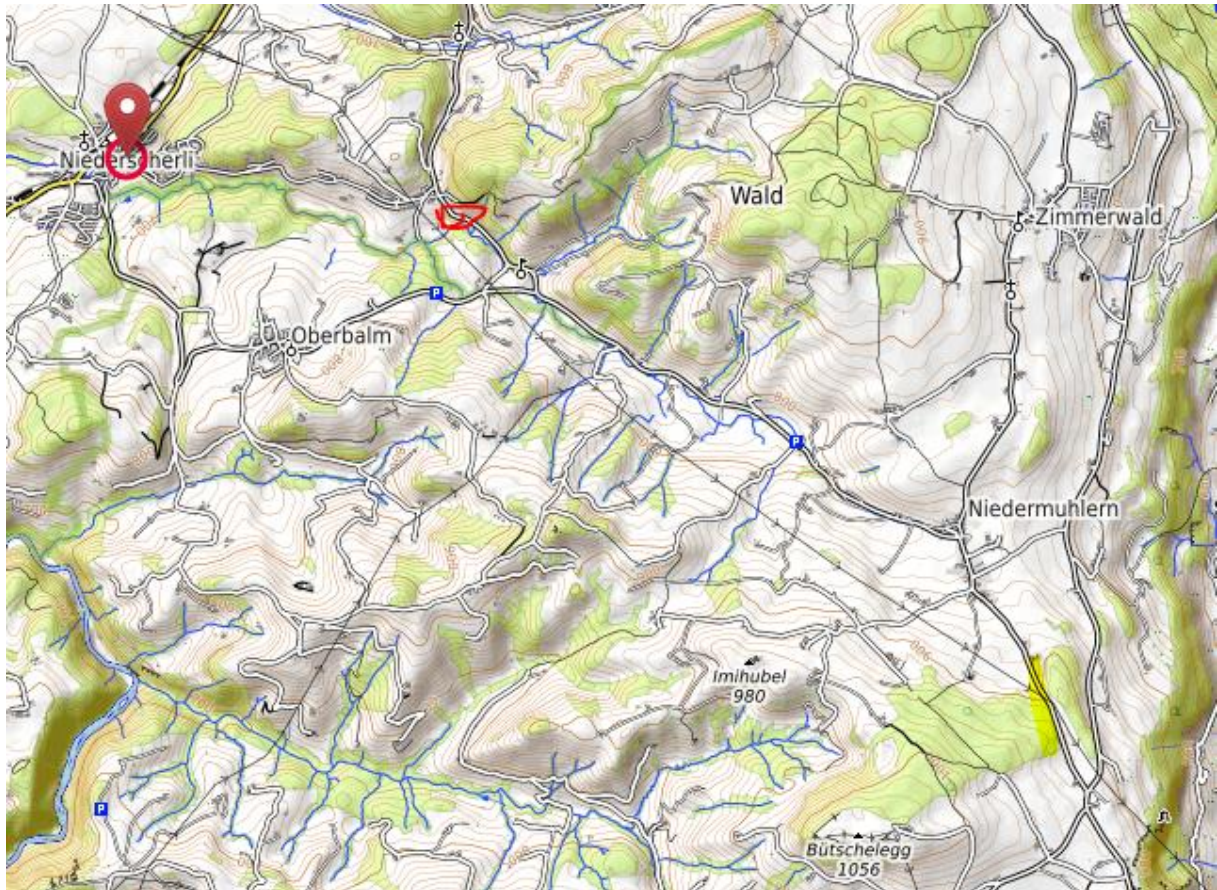 Niederscherli
Wald
Zimmerwald
P
Oberbalm
P
Niedermuhlern
Imihubel
980
P
Bütschelegg
1056